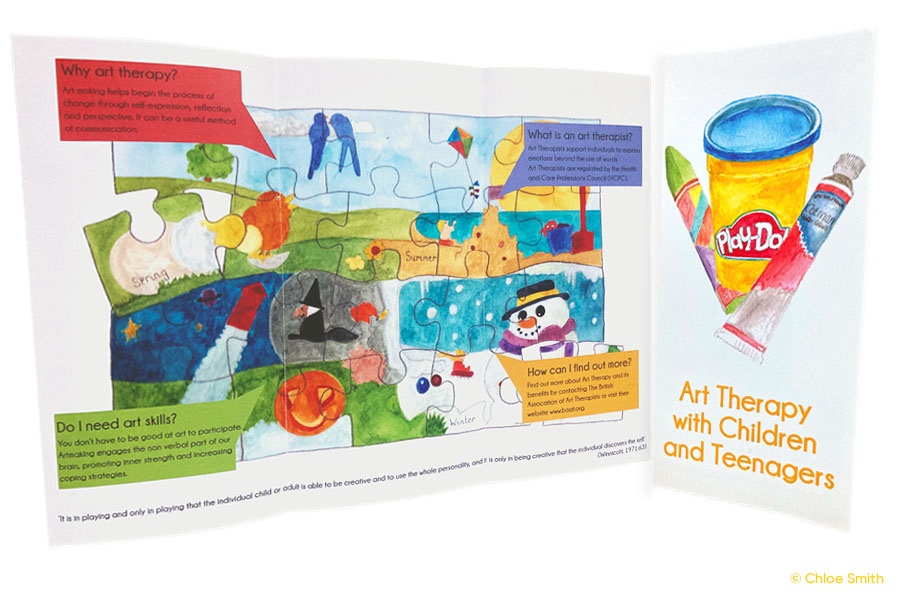 Why art therapy?
Art making helps begin the process of
change through self-expression, reflection
and perspective. It can be a useful method
of comunication.
What is an art therapist?
Art Therapists support individuals to express
emotions beyond the use of words
Art Therapists are regulated by the Health
and Care Professions Council (HCPC).
Spring
Summer
Winter
How can I find out more?
Find out more about Art Therapy and its
benefits by contacting The British
Association of Art Therapists or visit their
website www.baat.org.
Do I need art skills?
You don't have to be good at art to participate.
Artmaking engages the non verbal part of our
brain, promoting inner strength and increasing
coping strategies.
"It is in playing and only in playing that the individual child or adult is able to be creative and to use the whole personality, and it is only in being creative that the individual discovers the self."
(Winnicott, 1971:63)
Play-Do
Cotman
Art Therapy
with Children
and Teenagers
© Chloe Smith